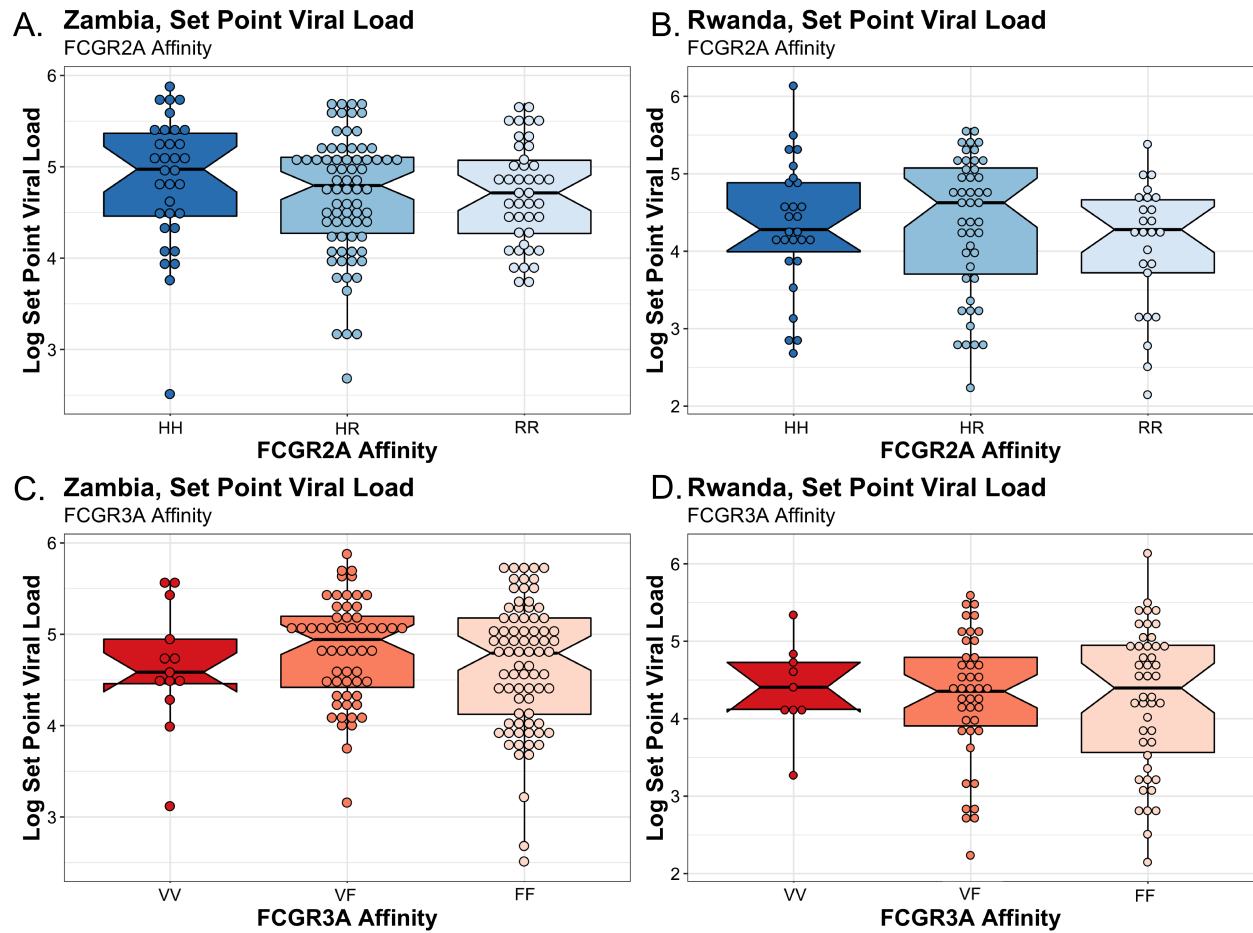 A. Zambia, Set Point Viral Load
FCGR2A Affinity
Log Set Point Viral Load
6
5
4
3
HH HR RR
FCGR2A Affinity
B. Rwanda, Set Point Viral Load
FCGR2A Affinity
Log Set Point Viral Load
6
5
4
3
2
HH HR RR
FCGR2A Affinity
C. Zambia, Set Point Viral Load
FCGR3A Affinity
Log Set Point Viral Load
6
5
4
3
VV VF FF
FCGR3A Affinity
D. Rwanda, Set Point Viral Load
FCGR3A Affinity
Log Set Point Viral Load
6
5
4
3
2
VV VF FF
FCGR3A Affinity